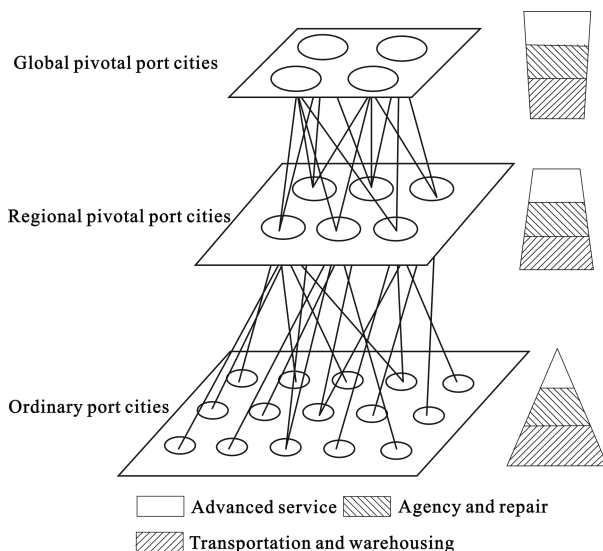 Global pivotal port cities
Regional pivotal port cities
Ordinary port cities
Advanced service
Agency and repair
Transportation and warehousing